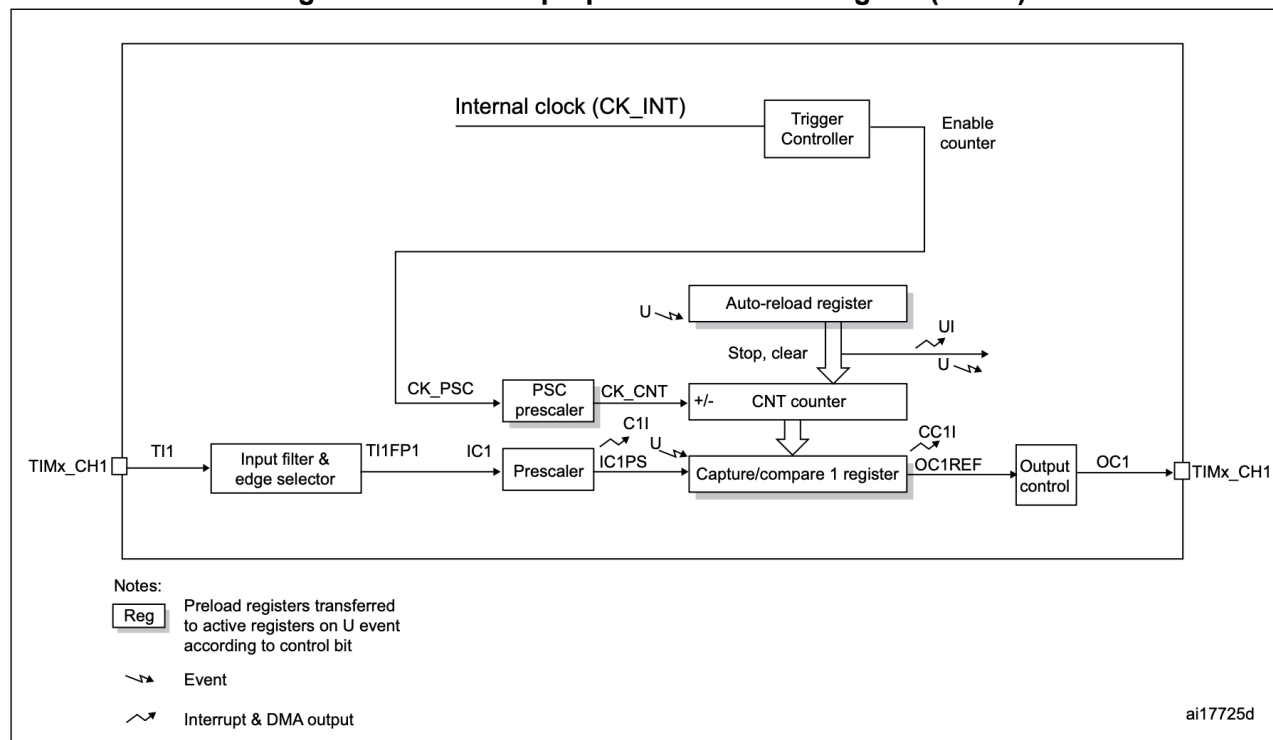 Internal clock (CK_INT)
Trigger
Controller
Enable
counter
U
Auto-reload register
UI
Stop, clear
U
CK_PSC
PSC
prescaler
CK_CNT
+/-
CNT counter
TIMx_CH1
TI1
Input filter &
edge selector
TI1FP1
IC1
Prescaler
C1I
IC1PS
U
Capture/compare 1 register
CC1I
OC1REF
Output
control
OC1
TIMx_CH1
Notes:
Reg
Preload registers transferred
to active registers on U event
according to control bit
Event
Interrupt & DMA output
ai17725d